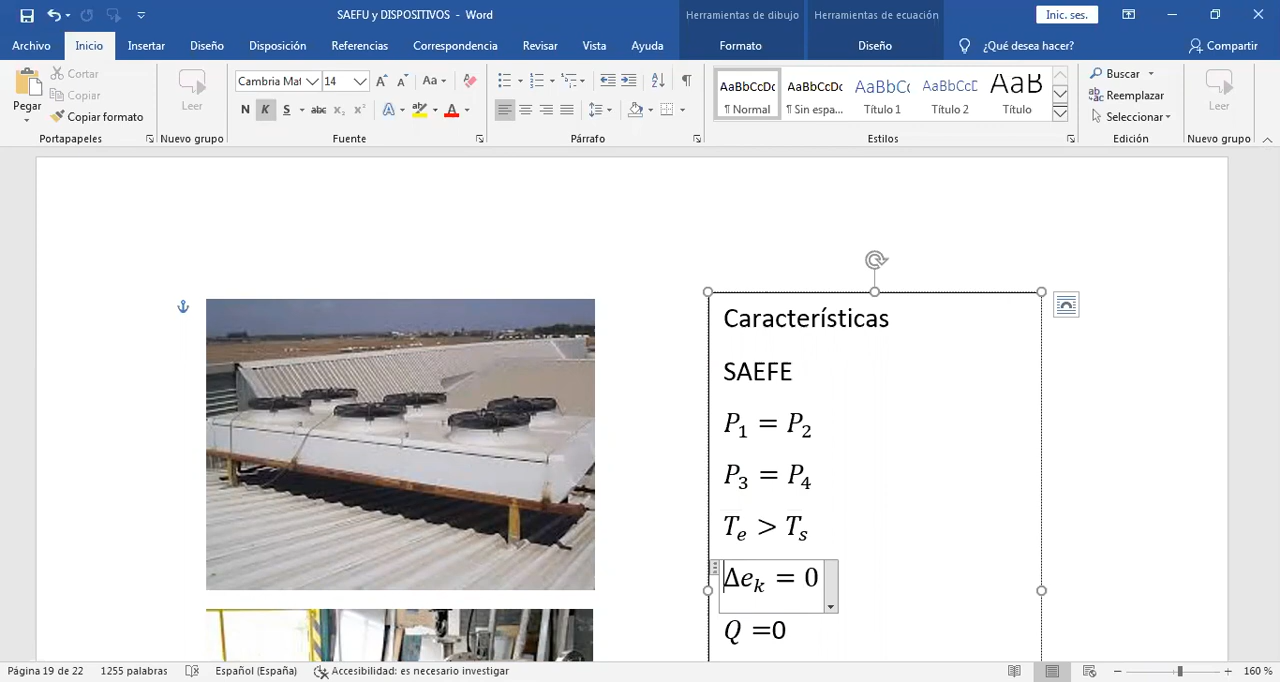 SAEFU y DISPOSITIVOS - Word
Herramientas de dibujo
Herramientas de ecuación
Inic. ses.
Archivo
Inicio
Insertar
Diseño
Disposición
Referencias
Correspondencia
Revisar
Vista
Ayuda
Formato
Diseño
¿Qué desea hacer?
Compartir
Pegar
Cortar
Copiar
Copiar formato
Portapapeles
Leer
Nuevo grupo
Cambria Mat
14
Aa
N K S abc x₂ x²
A
Fuente
Párrafo
AaBbCcDc
¶ Normal
AaBbCcDc
¶ Sin espa...
AaBbCc
Título 1
AaBbCcD
Título 2
AaB
Título
Estilos
Buscar
Reemplazar
Seleccionar
Edición
Leer
Nuevo grupo
Características
SAEFE
P₁ = P₂
P₃ = P₄
Tₑ > Tₛ
Δeₖ = 0
Q =0
Página 19 de 22
1255 palabras
Español (España)
Accesibilidad: es necesario investigar
160 %